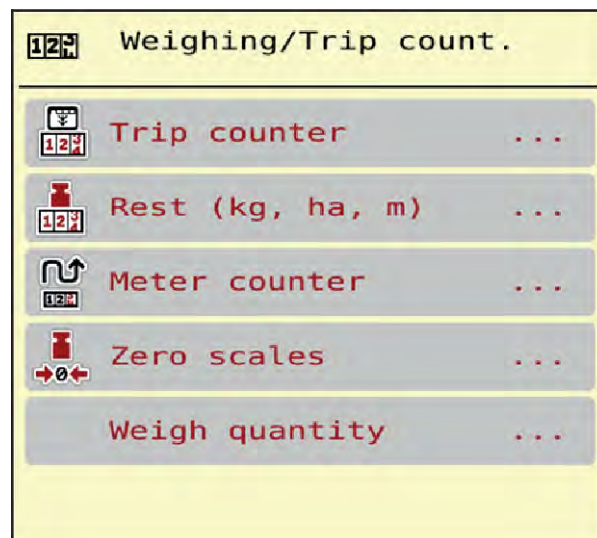 Weighing/Trip count.
Trip counter ...
Rest (kg, ha, m) ...
Meter counter ...
Zero scales ...
Weigh quantity ...